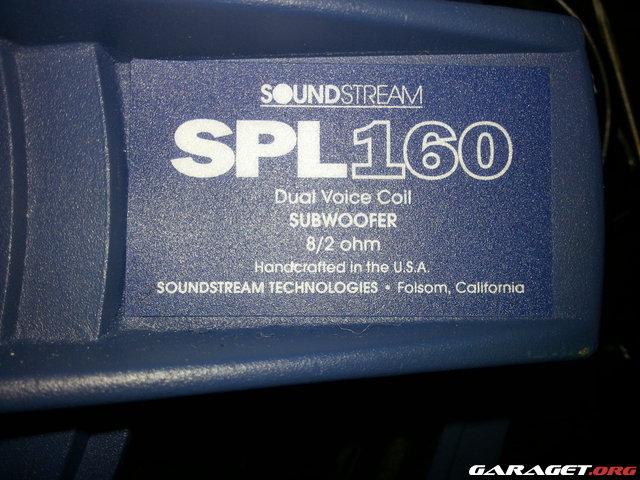 SOUNDSTREAM
SPL160
Dual Voice Coil
SUBWOOFER
8/2 ohm
Handcrafted in the U.S.A.
SOUNDSTREAM TECHNOLOGIES • Folsom, California
GARAGET.ORG